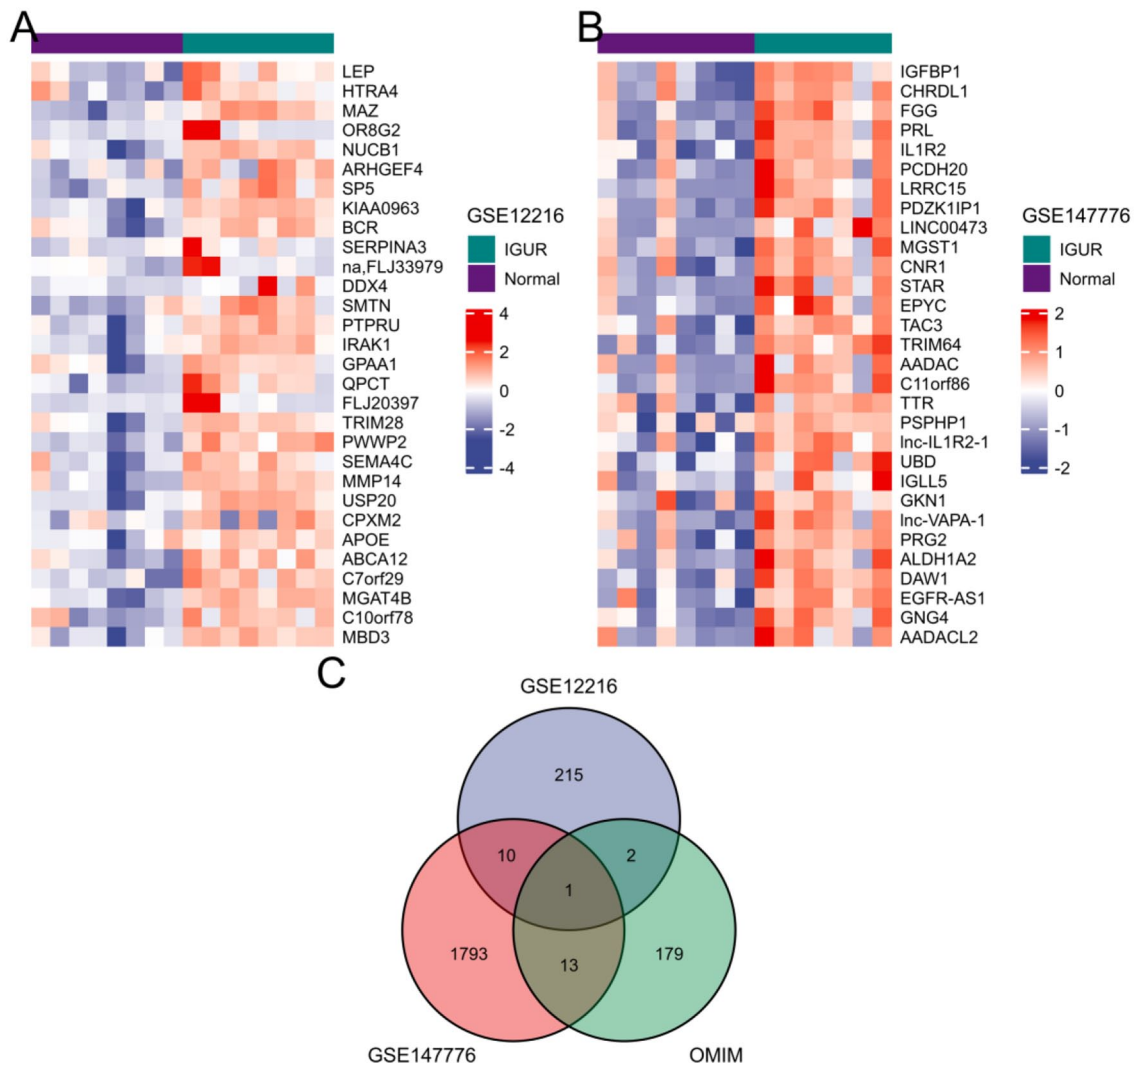 A
LEP
HTRA4
MAZ
OR8G2
NUCB1
ARHGEF4
SP5
KIAA0963
BCR
SERPINA3
na,FLJ33979
DDX4
SMTN
PTPRU
IRAK1
GPAA1
QPCT
FLJ20397
TRIM28
PWWP2
SEMA4C
MMP14
USP20
CPXM2
APOE
ABCA12
C7orf29
MGAT4B
C10orf78
MBD3
GSE12216
IGUR
Normal
4
2
0
-2
-4
B
IGFBP1
CHRDL1
FGG
PRL
IL1R2
PCDH20
LRRC15
PDZK1IP1
LINC00473
MGST1
CNR1
STAR
EPYC
TAC3
TRIM64
AADAC
C11orf86
TTR
PSPHP1
lnc-IL1R2-1
UBD
IGLL5
GKN1
lnc-VAPA-1
PRG2
ALDH1A2
DAW1
EGFR-AS1
GNG4
AADACL2
GSE147776
IGUR
Normal
2
1
0
-1
-2
C
GSE12216
215
10
2
1
1793
13
179
GSE147776
OMIM